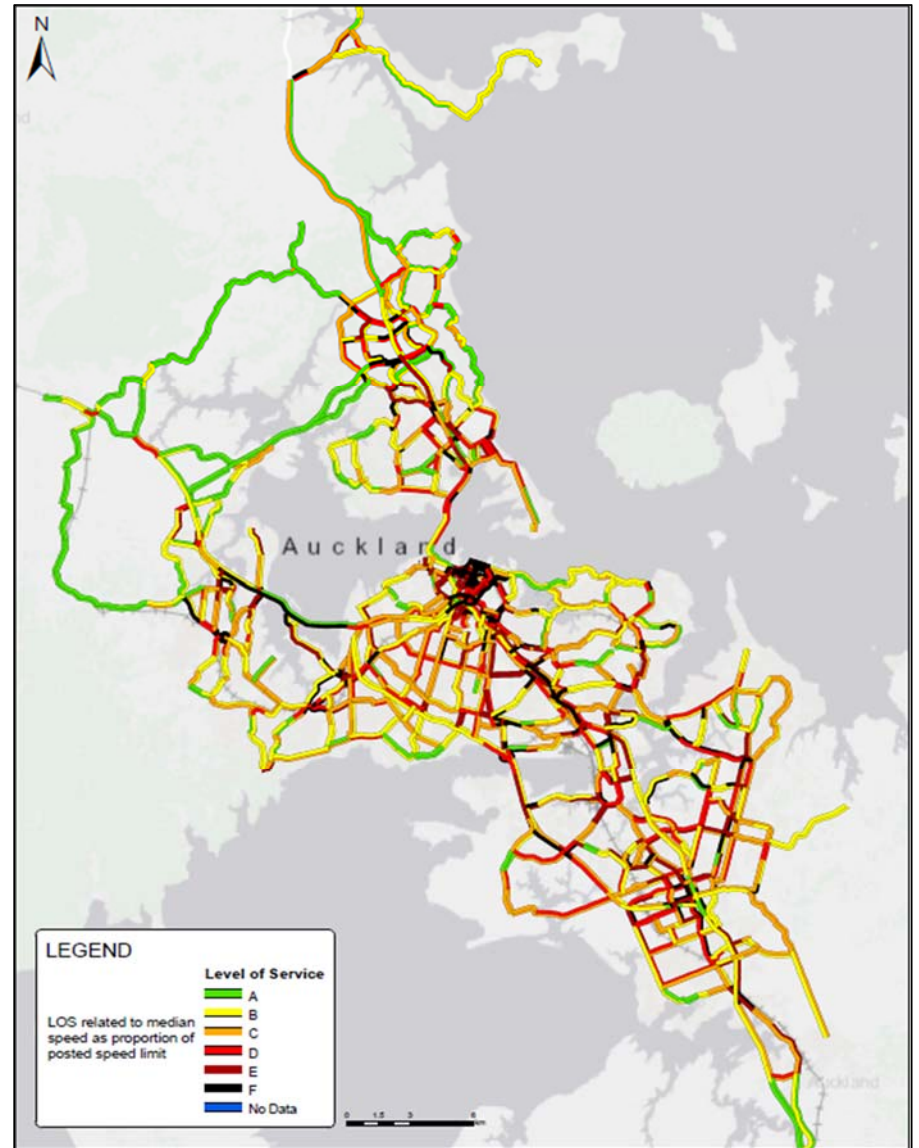 N
Auckland
LEGEND
Level of Service
A
B
C
D
E
F
No Data
LOS related to median
speed as proportion of
posted speed limit
0 1.5 3 6
km
Auckland